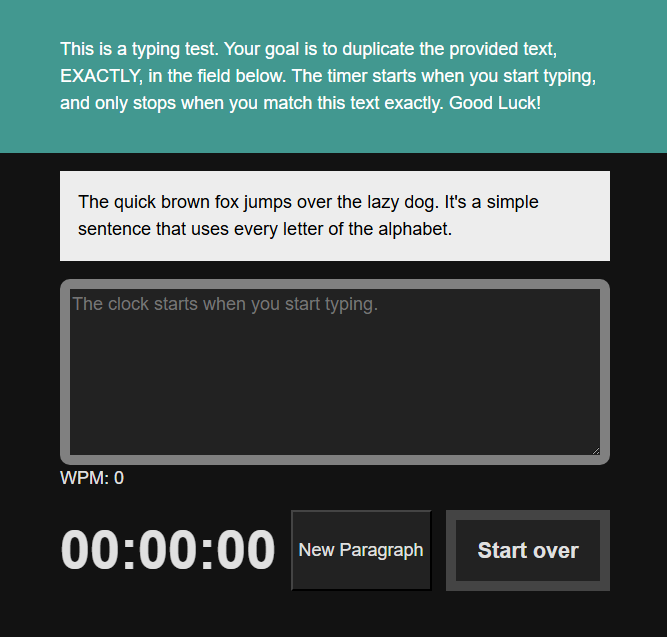 This is a typing test. Your goal is to duplicate the provided text,
EXACTLY, in the field below. The timer starts when you start typing,
and only stops when you match this text exactly. Good Luck!
The quick brown fox jumps over the lazy dog. It's a simple
sentence that uses every letter of the alphabet.
The clock starts when you start typing.
WPM: 0
00:00:00
New Paragraph
Start over